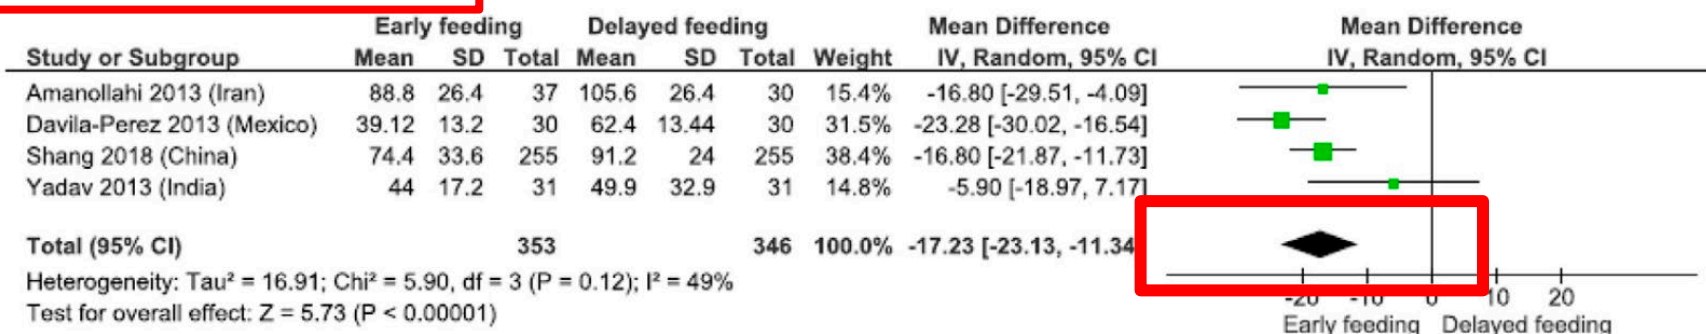 Early feeding Delayed feeding Mean Difference Mean Difference
Study or Subgroup Mean SD Total Mean SD Total Weight IV, Random, 95% CI IV, Random, 95% CI
Amanollahi 2013 (Iran) 88.8 26.4 37 105.6 26.4 30 15.4% -16.80 [-29.51, -4.09]
Davila-Perez 2013 (Mexico) 39.12 13.2 30 62.4 13.44 30 31.5% -23.28 [-30.02, -16.54]
Shang 2018 (China) 74.4 33.6 255 91.2 24 255 38.4% -16.80 [-21.87, -11.73]
Yadav 2013 (India) 44 17.2 31 49.9 32.9 31 14.8% -5.90 [-18.97, 7.17]
Total (95% CI) 353 346 100.0% -17.23 [-23.13, -11.34
Heterogeneity: Tau² = 16.91; Chi² = 5.90, df = 3 (P = 0.12); I² = 49%
-20 -10 0 10 20
Test for overall effect: Z = 5.73 (P < 0.00001)
Early feeding Delayed feeding